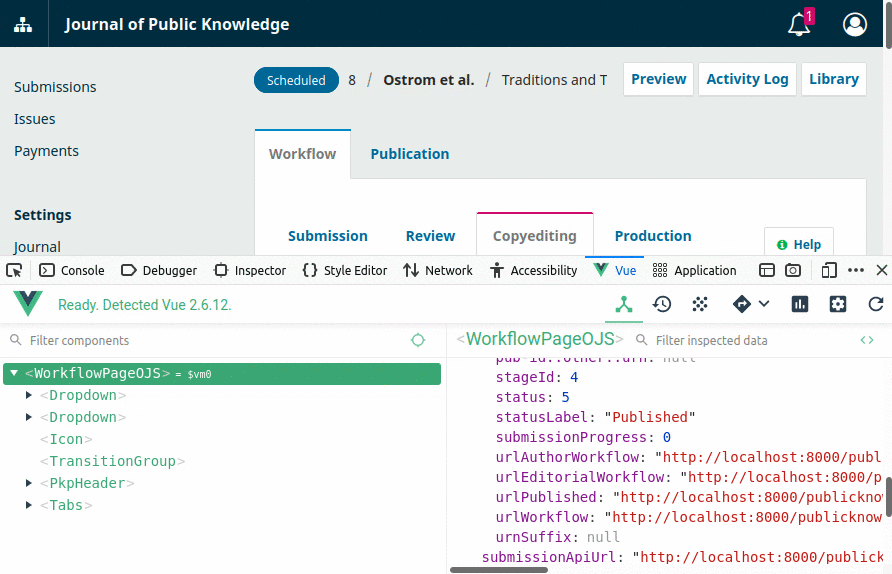 Journal of Public Knowledge
1
Submissions
Issues
Payments
Settings
Journal
Scheduled 8 / Ostrom et al. / Traditions and T
Preview Activity Log Library
Workflow Publication
Submission Review Copyediting Production
Help
Console Debugger Inspector Style Editor Network Accessibility Vue Application
Ready. Detected Vue 2.6.12.
Filter components
<WorkflowPageOJS> = $vm0
<Dropdown>
<Dropdown>
<Icon>
<TransitionGroup>
<PkpHeader>
<Tabs>
<WorkflowPageOJS> Filter inspected data <>
pub-id::other::urn: null
stageId: 4
status: 5
statusLabel: "Published"
submissionProgress: 0
urlAuthorWorkflow: "http://localhost:8000/publ
urlEditorialWorkflow: "http://localhost:8000/p
urlPublished: "http://localhost:8000/publicknow
urlWorkflow: "http://localhost:8000/publicknow
urnSuffix: null
submissionApiUrl: "http://localhost:8000/publick